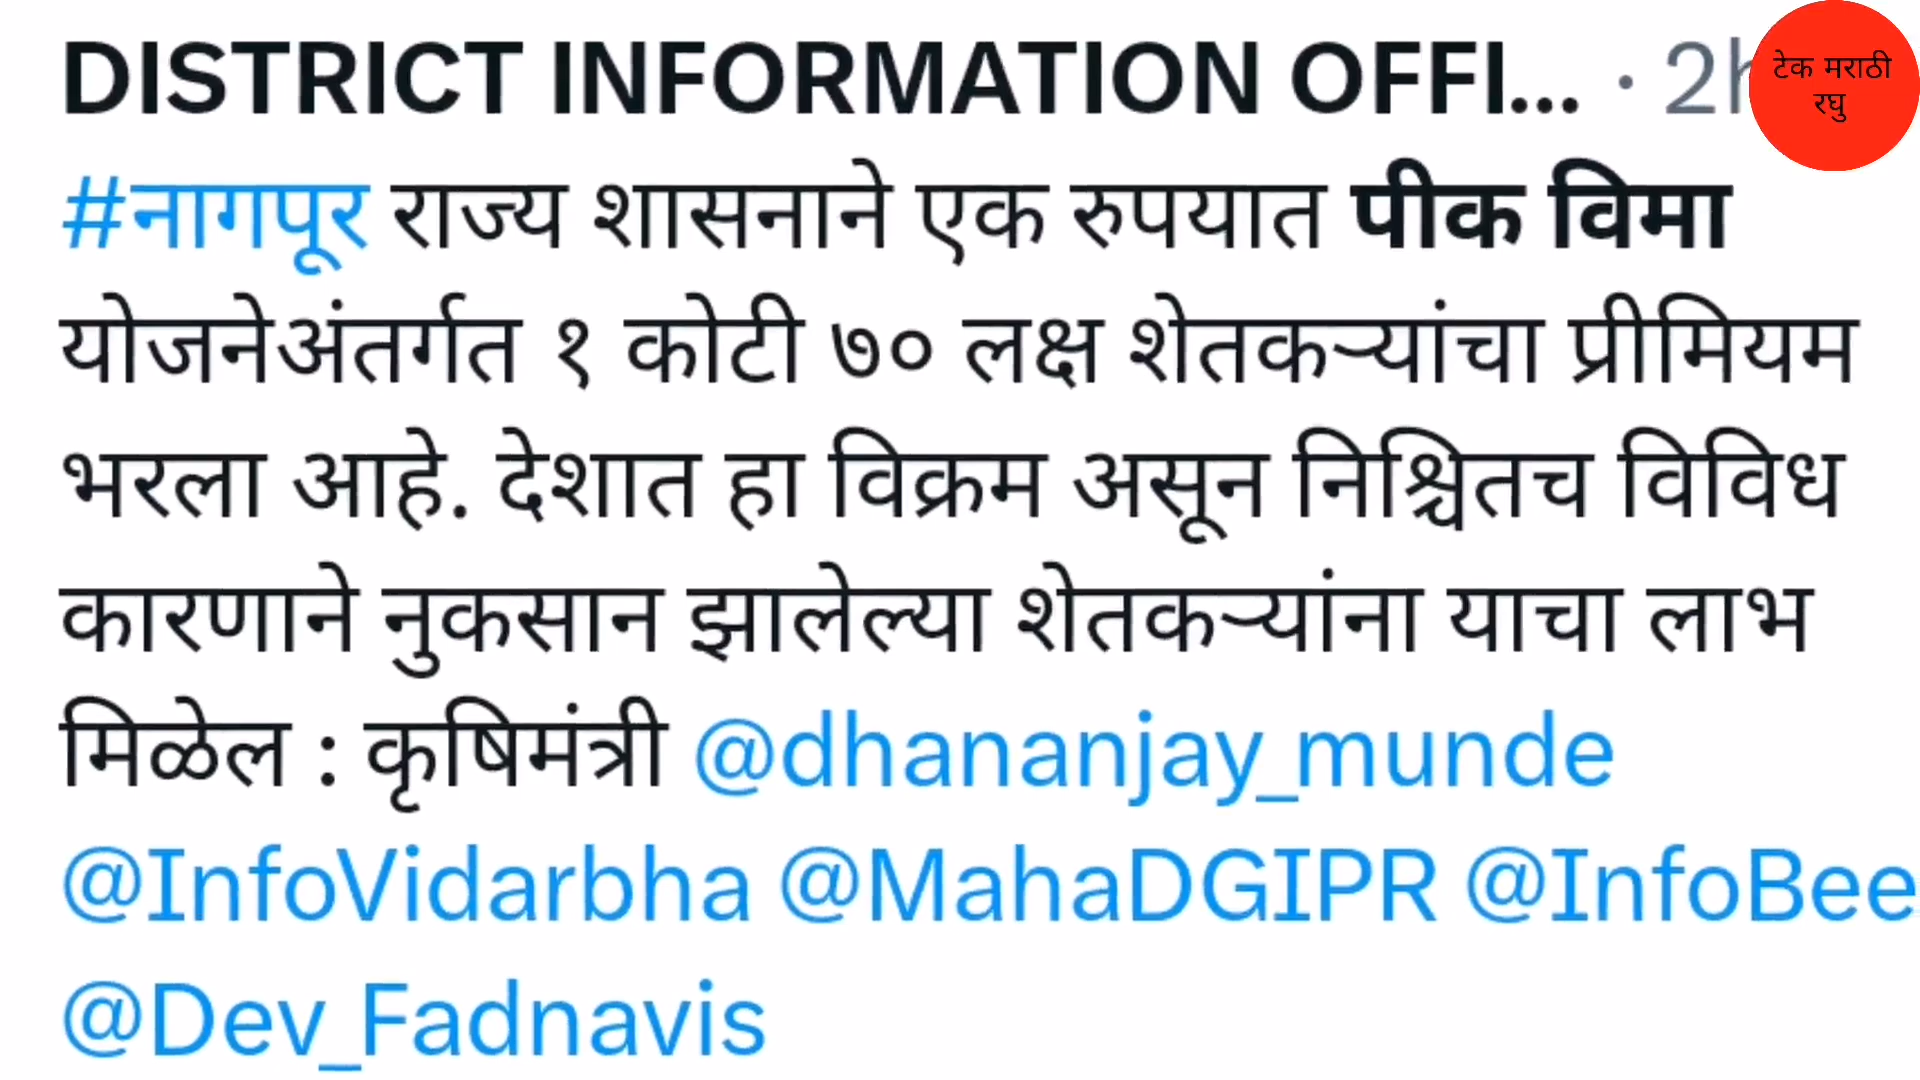 DISTRICT INFORMATION OFFI... · 2h
टेक मराठी
रघु
#नागपूर राज्य शासनाने एक रुपयात पीक विमा
योजनेअंतर्गत १ कोटी ७० लक्ष शेतकऱ्यांचा प्रीमियम
भरला आहे. देशात हा विक्रम असून निश्चितच विविध
कारणाने नुकसान झालेल्या शेतकऱ्यांना याचा लाभ
मिळेल : कृषिमंत्री @dhananjay_munde
@InfoVidarbha @MahaDGIPR @InfoBee
@Dev_Fadnavis